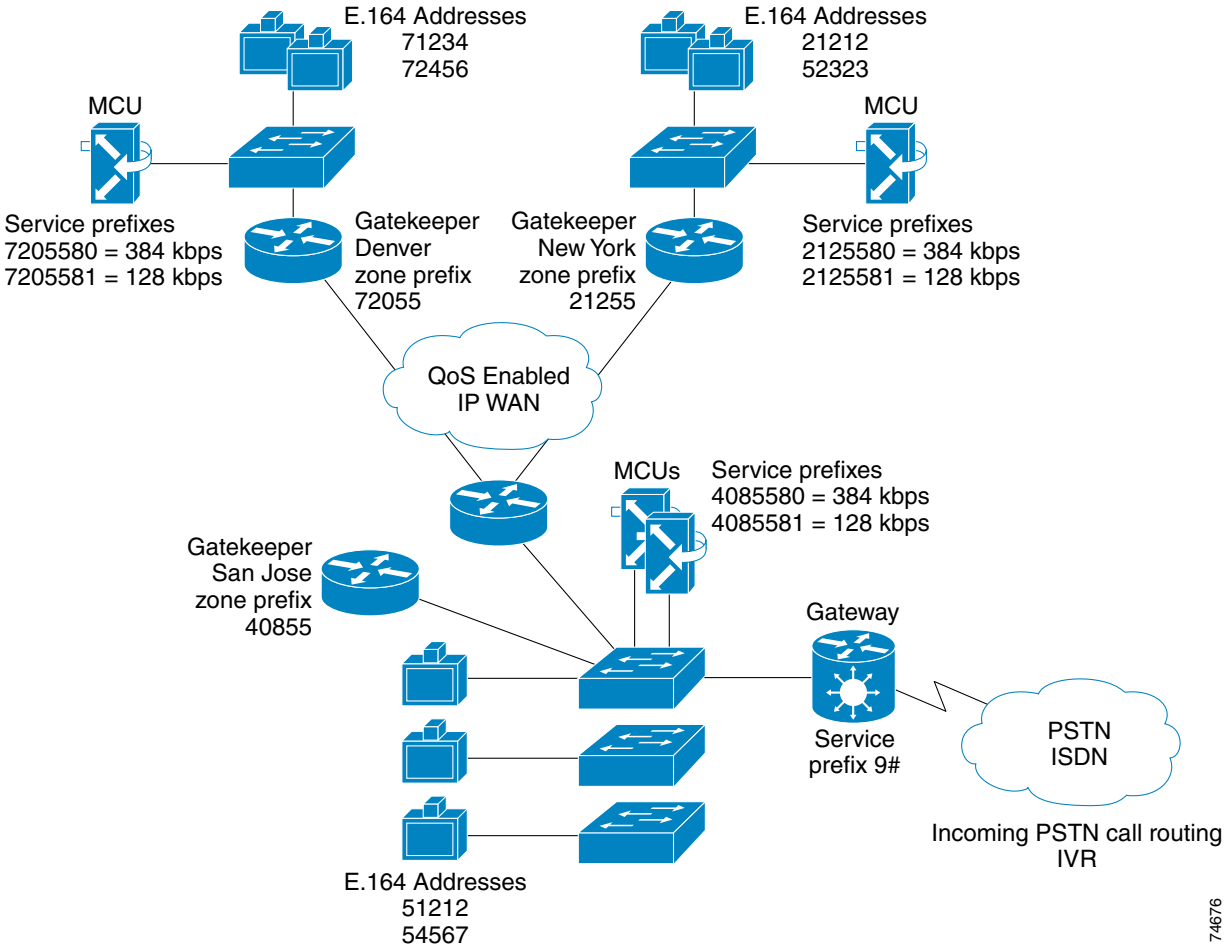 E.164 Addresses
71234
72456
E.164 Addresses
21212
52323
MCU
MCU
Service prefixes
7205580 = 384 kbps
7205581 = 128 kbps
Gatekeeper
Denver
zone prefix
72055
Gatekeeper
New York
zone prefix
21255
Service prefixes
2125580 = 384 kbps
2125581 = 128 kbps
QoS Enabled
IP WAN
MCUs
Service prefixes
4085580 = 384 kbps
4085581 = 128 kbps
Gatekeeper
San Jose
zone prefix
40855
Gateway
Service
prefix 9#
PSTN
ISDN
Incoming PSTN call routing
IVR
E.164 Addresses
51212
54567
74676